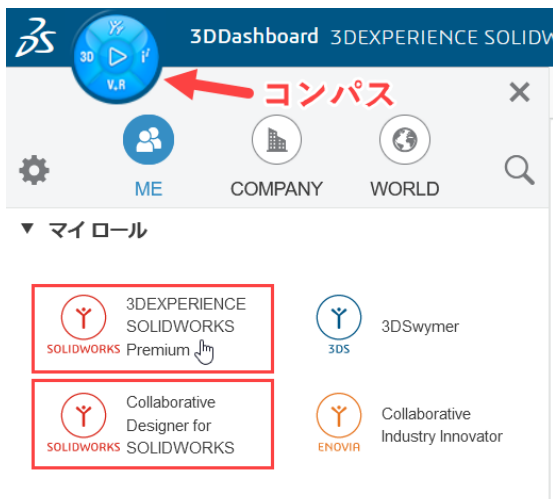 3DS 3DDashboard 3DEXPERIENCE SOLIDW
3D
V.R
コンパス
ME COMPANY WORLD
▼ マイ ロール
3DEXPERIENCE
SOLIDWORKS
Premium
SOLIDWORKS
3DSwymer
3DS
Collaborative
Designer for
SOLIDWORKS
SOLIDWORKS
Collaborative
Industry Innovator
ENOVIA